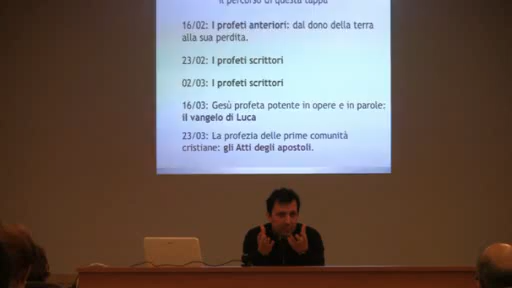 il percorso di questa tappa
16/02: I profeti anteriori: dal dono della terra
alla sua perdita.
23/02: I profeti scrittori
02/03: I profeti scrittori
16/03: Gesù profeta potente in opere e in parole:
il vangelo di Luca
23/03: La profezia delle prime comunità
cristiane: gli Atti degli apostoli.